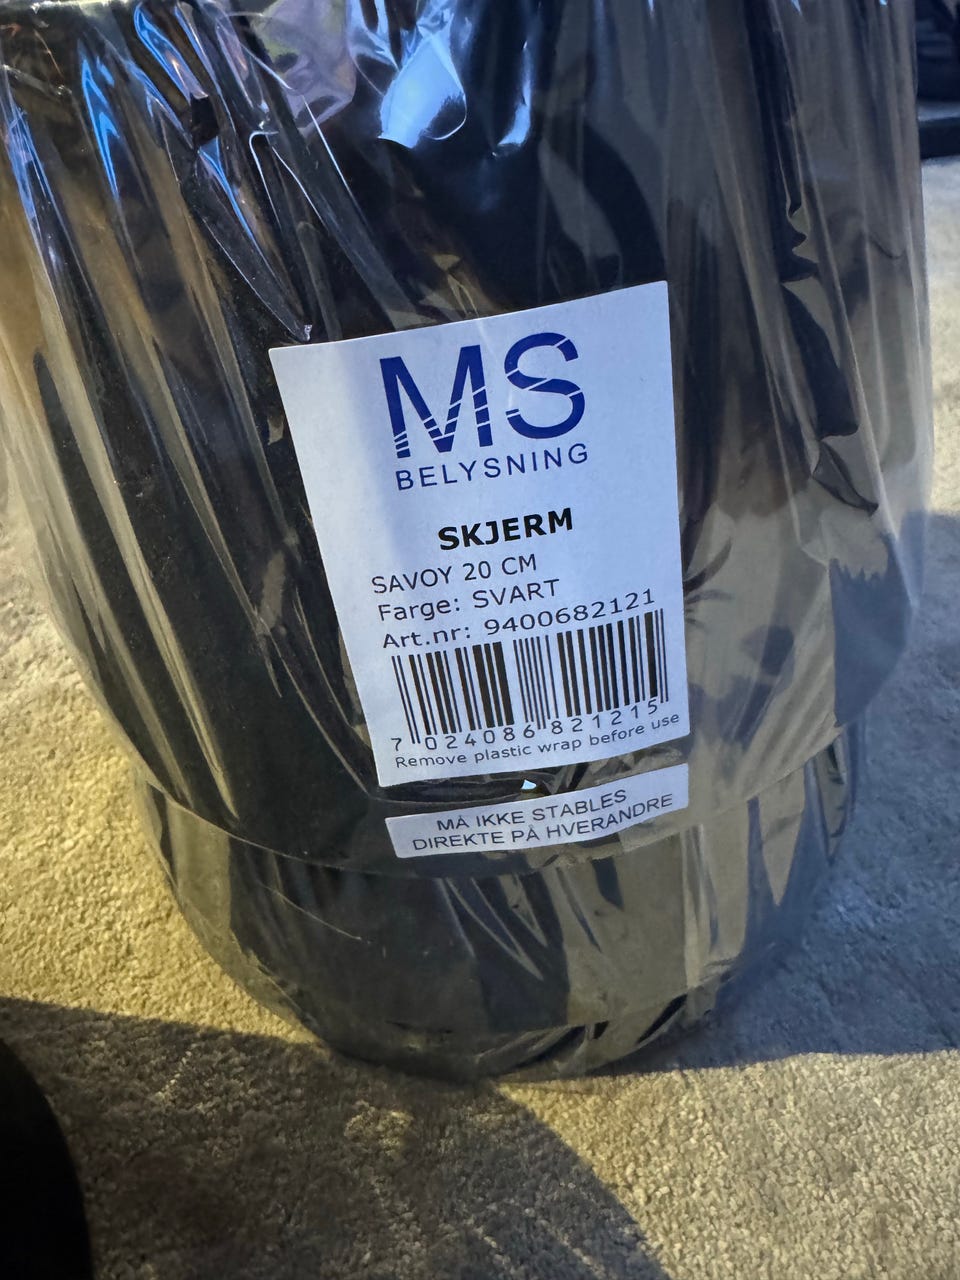 MS
BELYSNING
SKJERM
SAVOY 20 CM
Farge: SVART
Art.nr: 9400682121
7 024086 821215
Remove plastic wrap before use
MÅ IKKE STABLES
DIREKTE PÅ HVERANDRE